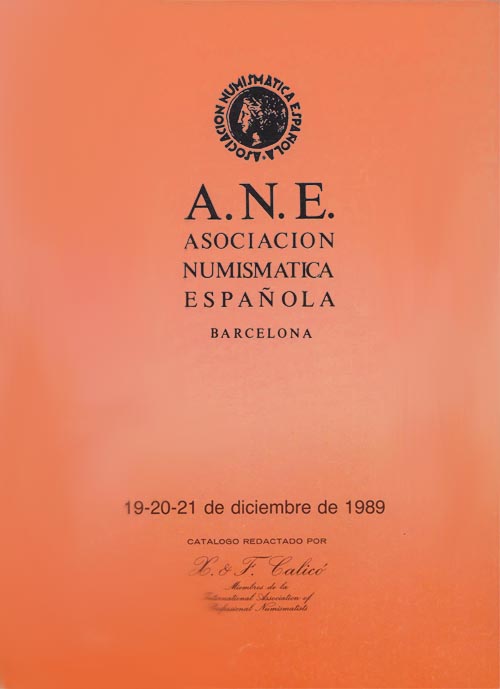 ASOCIACION NUMISMATICA ESPAÑOLA
A.N.E.
ASOCIACION
NUMISMATICA
ESPAÑOLA
BARCELONA
19-20-21 de diciembre de 1989
CATALOGO REDACTADO POR
X. & F. Calicó
Miembros de la
International Association of
Professional Numismatists